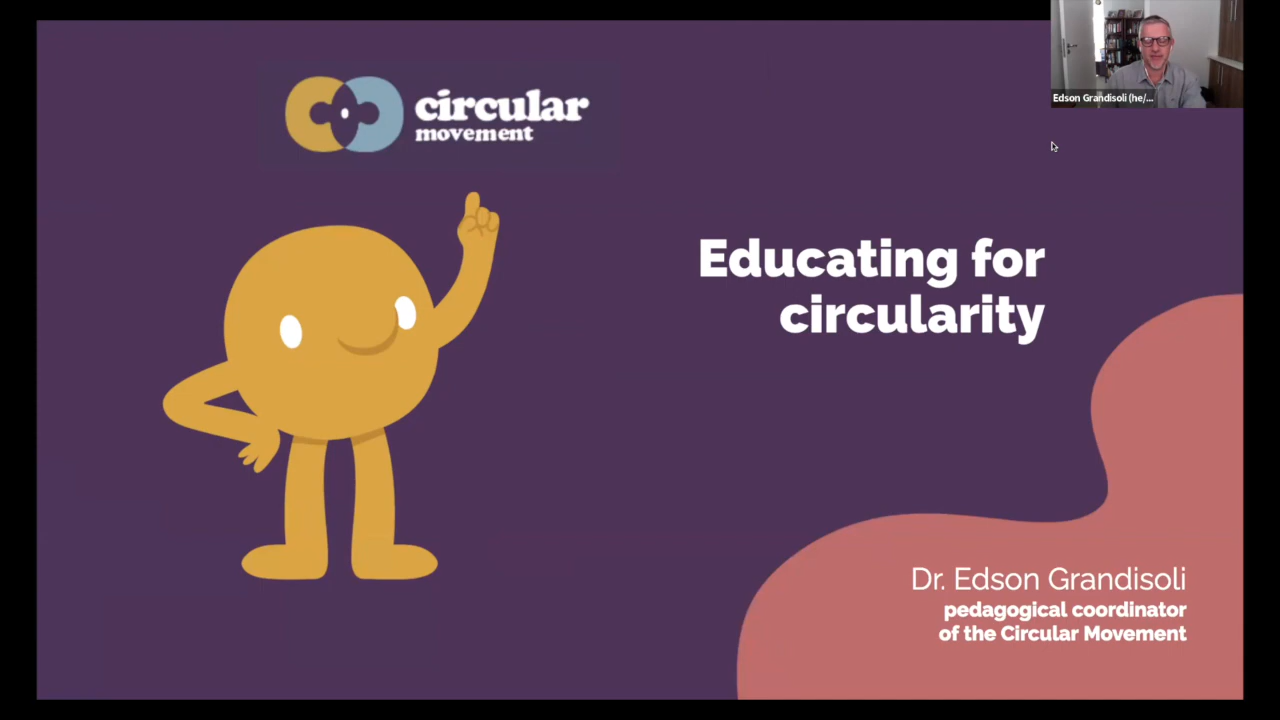 circular
movement
Edson Grandisoli (he/...
Educating for
circularity
Dr. Edson Grandisoli
pedagogical coordinator
of the Circular Movement